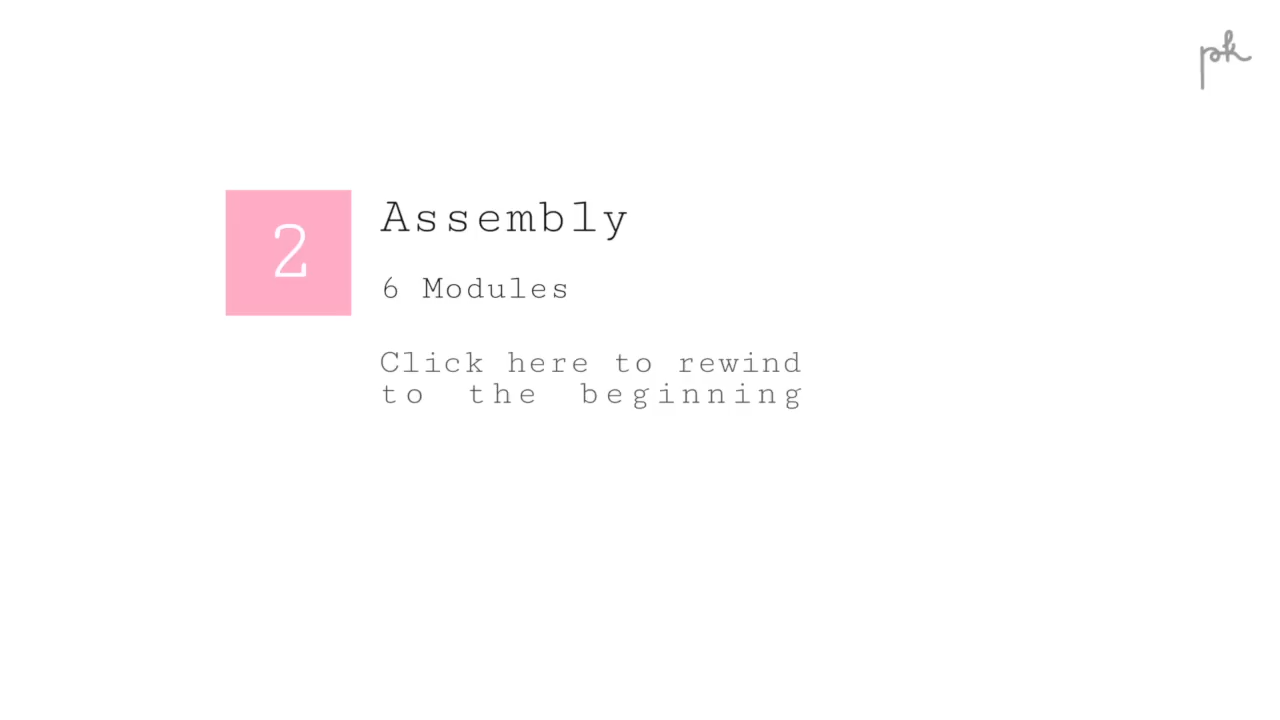 pk
2
Assembly
6 Modules
Click here to rewind
to the beginning